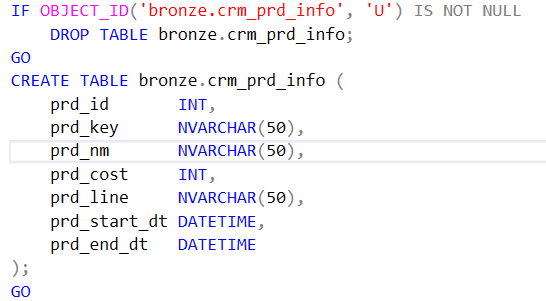 IF OBJECT_ID('bronze.crm_prd_info', 'U') IS NOT NULL
    DROP TABLE bronze.crm_prd_info;
GO
CREATE TABLE bronze.crm_prd_info (
    prd_id       INT,
    prd_key      NVARCHAR(50),
    prd_nm       NVARCHAR(50),
    prd_cost     INT,
    prd_line     NVARCHAR(50),
    prd_start_dt DATETIME,
    prd_end_dt   DATETIME
);
GO